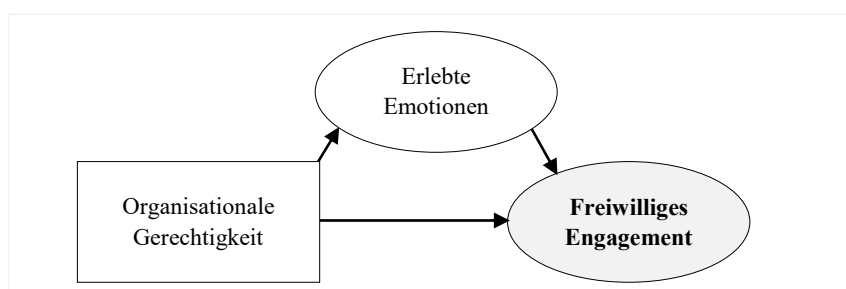 Erlebte
Emotionen
Organisationale
Gerechtigkeit
Freiwilliges
Engagement